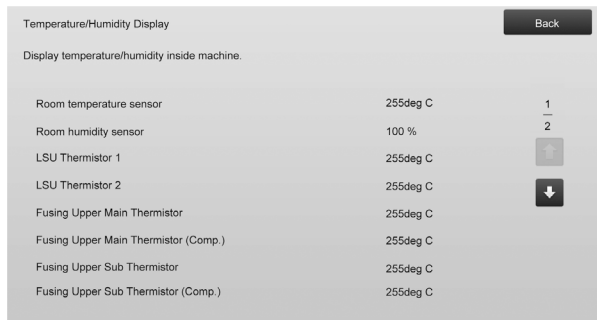 Temperature/Humidity Display
Back
Display temperature/humidity inside machine.
Room temperature sensor 255deg C
1
Room humidity sensor 100 %
2
LSU Thermistor 1 255deg C
LSU Thermistor 2 255deg C
Fusing Upper Main Thermistor 255deg C
Fusing Upper Main Thermistor (Comp.) 255deg C
Fusing Upper Sub Thermistor 255deg C
Fusing Upper Sub Thermistor (Comp.) 255deg C